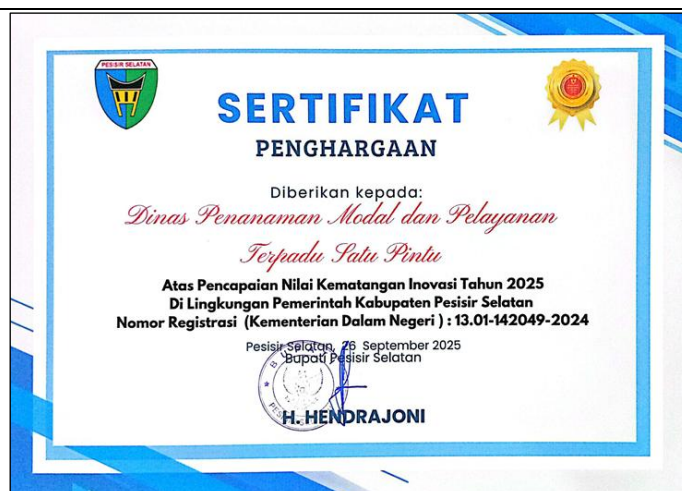 PESISIR SELATAN
SERTIFIKAT
PENGHARGAAN
Diberikan kepada:
Dinas Penanaman Modal dan Pelayanan
Terpadu Satu Pintu
Atas Pencapaian Nilai Kematangan Inovasi Tahun 2025
Di Lingkungan Pemerintah Kabupaten Pesisir Selatan
Nomor Registrasi (Kementerian Dalam Negeri ) : 13.01-142049-2024
Pesisir Selatan, 26 September 2025
Bupati Pesisir Selatan
H. HENDRAJONI